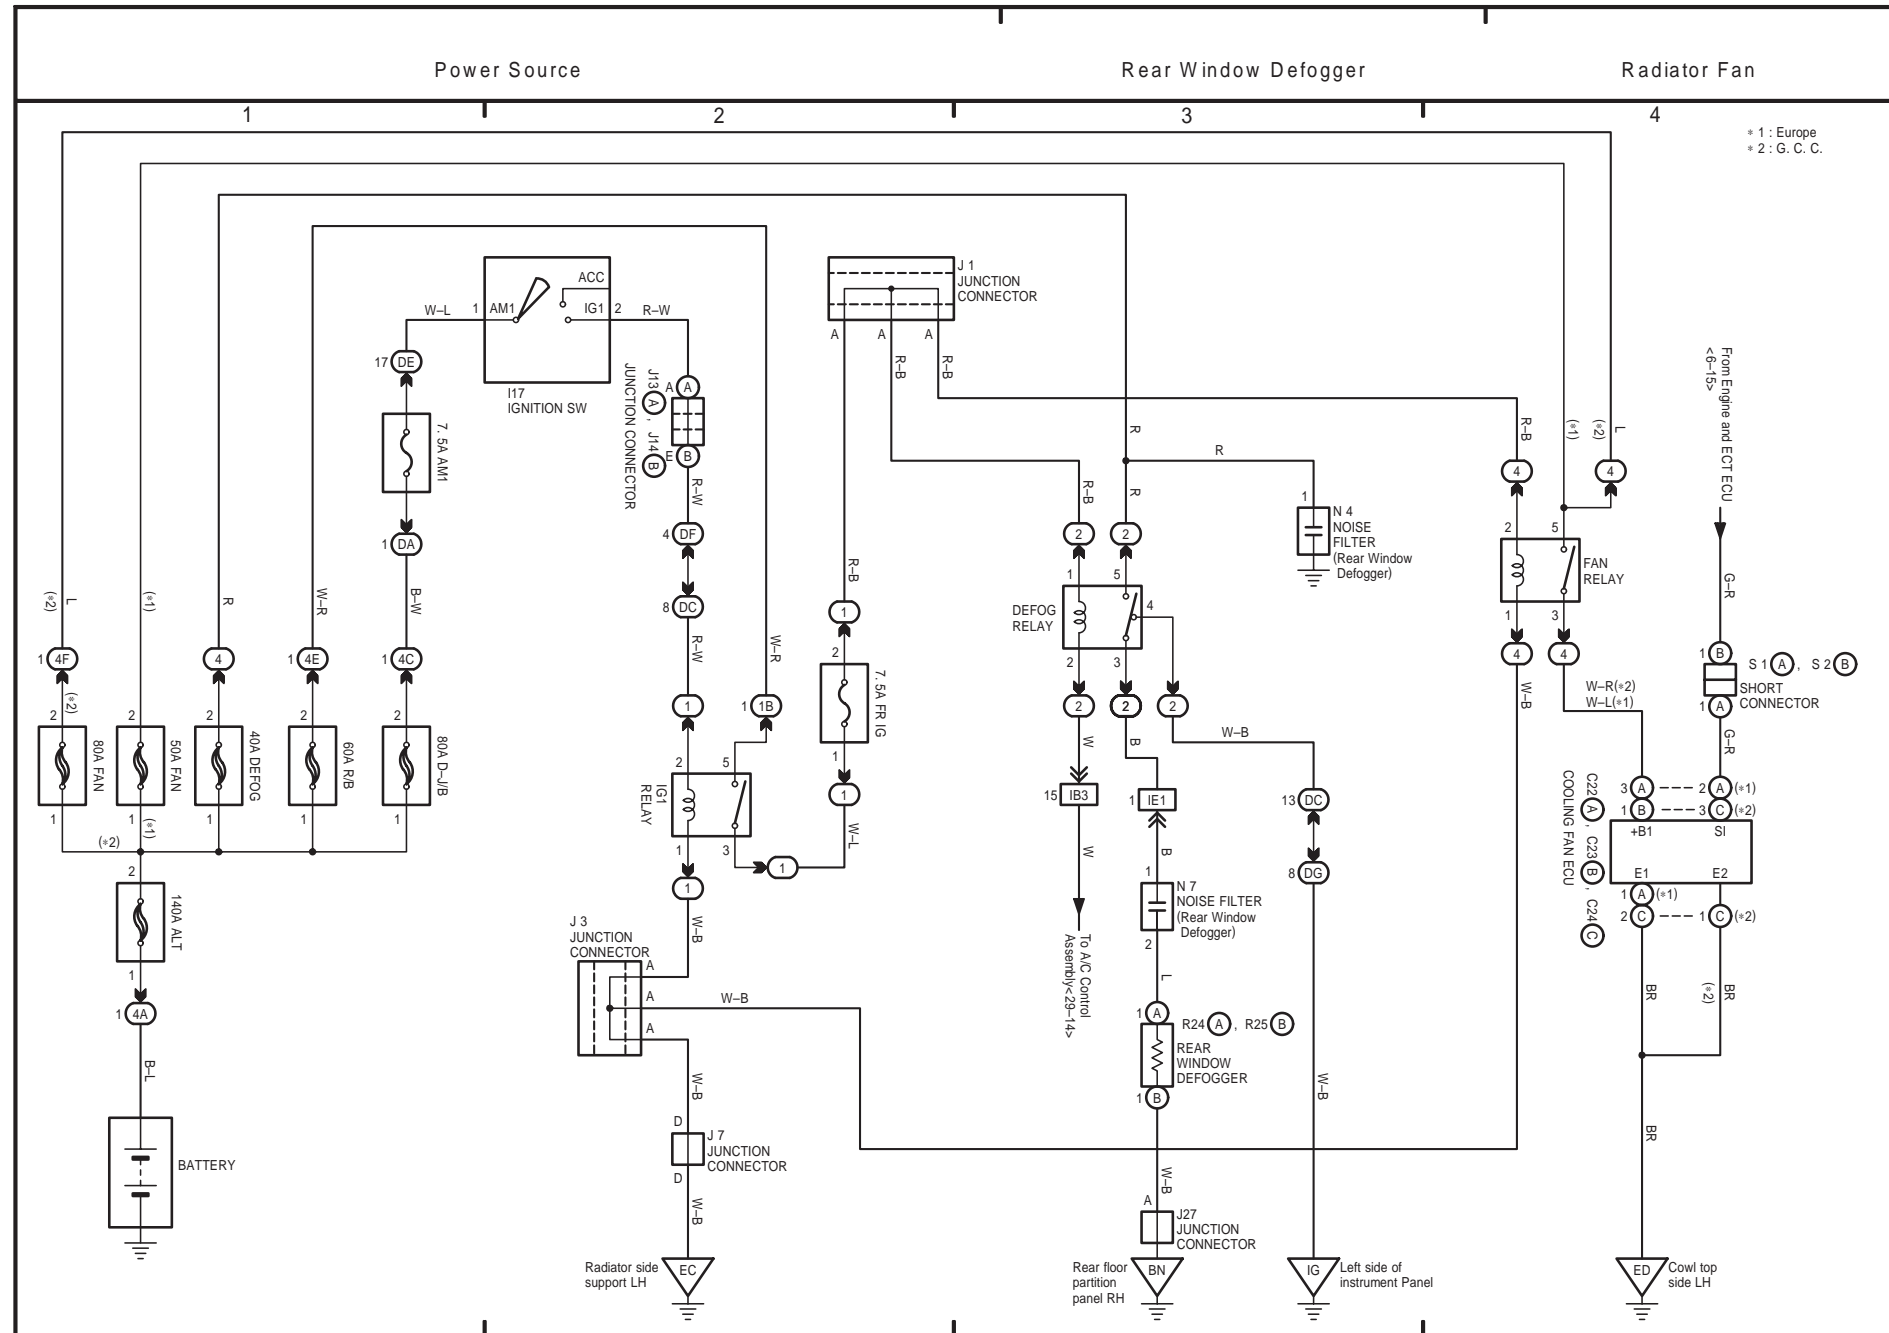 Power Source
Rear Window Defogger
Radiator Fan
1
2
3
4
* 1 : Europe
* 2 : G. C. C.
ACC
AM1
IG1
1
2
W–L
R–W
I17
IGNITION SW
17 DE
7. 5A AM1
1 DA
B–W
1 4C
2
80A D–J/B
1
L
(*2)
1 4F
(*2)
2
80A FAN
1
(*2)
(*1)
2
50A FAN
1
(*1)
R
4
2
40A DEFOG
1
W–R
1 4E
2
60A R/B
1
2
140A ALT
1
1 4A
B–L
BATTERY
J13 A , J14 B
JUNCTION CONNECTOR
A A
E B
R–W
4 DF
8 DC
R–W
1
W–R
1 1B
2
5
IG1
RELAY
1
3
1
1
W–B
J 3
JUNCTION
CONNECTOR
A
A
A
W–B
W–B
D
J 7
JUNCTION
CONNECTOR
D
W–B
Radiator side
support LH
EC
J 1
JUNCTION
CONNECTOR
A
A
A
R–B
R–B
R–B
1
2
7. 5A FR IG
1
1
W–L
R
R
R
R–B
2
2
1
5
4
DEFOG
RELAY
2
3
2
2
2
W
B
W–B
15 IB3
W
To A/C Control
Assembly<29–14>
1 IE1
B
1
N 7
NOISE FILTER
(Rear Window
Defogger)
2
L
1 A
R24 A , R25 B
REAR
WINDOW
DEFOGGER
1 B
W–B
A
J27
JUNCTION
CONNECTOR
Rear floor
partition
panel RH
BN
1
N 4
NOISE
FILTER
(Rear Window
Defogger)
13 DC
8 DG
W–B
IG
Left side of
instrument Panel
R–B
(*1)
L
(*2)
4
4
2
5
FAN
RELAY
1
3
4
4
W–B
W–R(*2)
W–L(*1)
From Engine and ECT ECU
<6–15>
G–R
1 B
S 1 A , S 2 B
SHORT
CONNECTOR
1 A
G–R
3 A
2 A (*1)
1 B
3 C (*2)
+B1
SI
E1
E2
C22 A , C23 B , C24 C
COOLING FAN ECU
1 A (*1)
2 C
1 C (*2)
BR
BR
(*2)
BR
ED
Cowl top
side LH